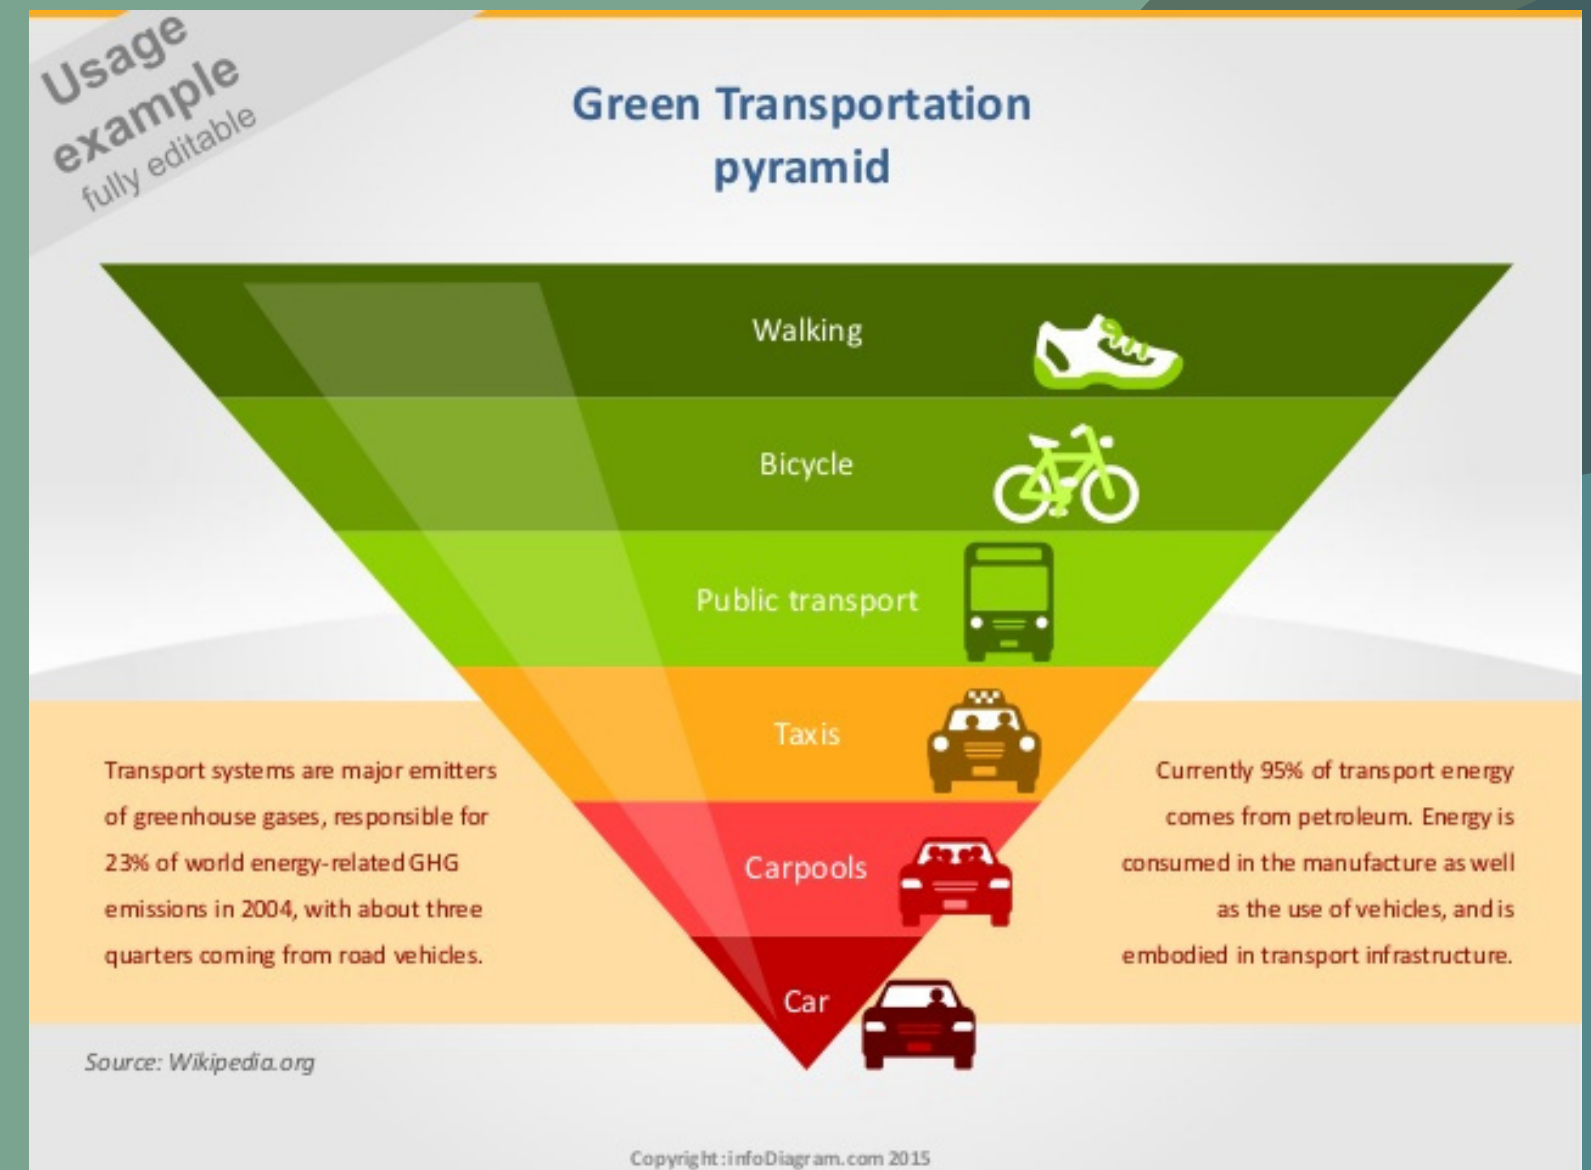 Usage
example
fully editable
Green Transportation
pyramid
Walking
Bicycle
Public transport
Taxis
Carpools
Car
Transport systems are major emitters
of greenhouse gases, responsible for
23% of world energy-related GHG
emissions in 2004, with about three
quarters coming from road vehicles.
Currently 95% of transport energy
comes from petroleum. Energy is
consumed in the manufacture as well
as the use of vehicles, and is
embodied in transport infrastructure.
Source: Wikipedia.org
Copyright: infoDiagram.com 2015